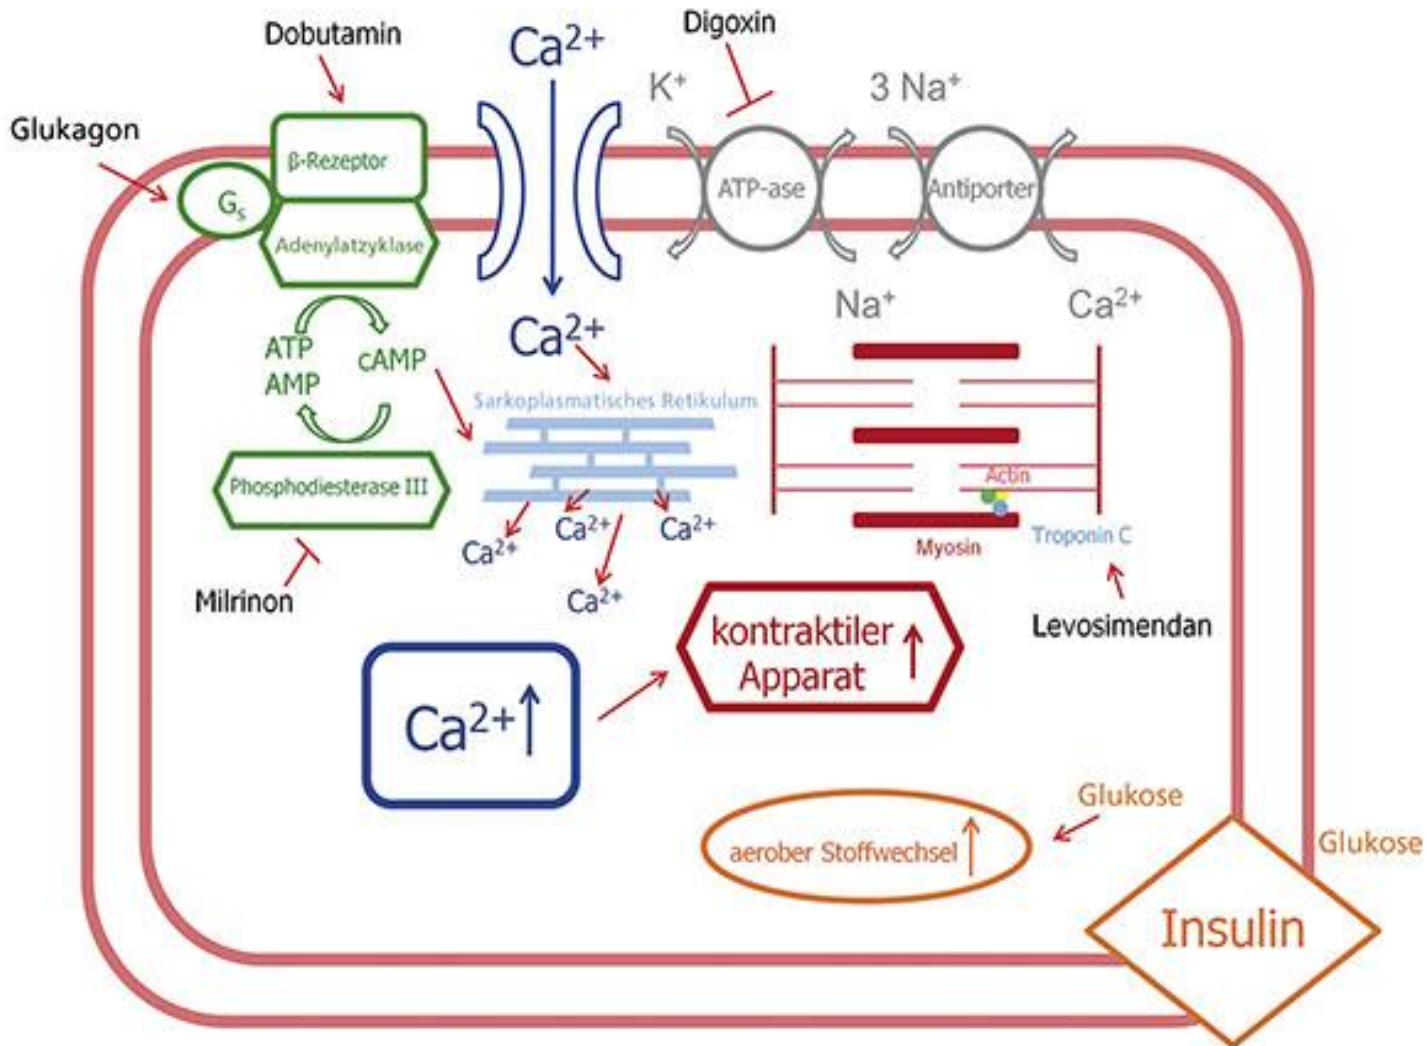 Dobutamin
Ca²⁺
Digoxin
K⁺
3 Na⁺
Glukagon
β-Rezeptor
Gₛ
ATP-ase
Antiporter
Adenylatzyklase
Na⁺
Ca²⁺
Ca²⁺
ATP
cAMP
AMP
Sarkoplasmatisches Retikulum
Actin
Phosphodiesterase III
Ca²⁺
Ca²⁺
Ca²⁺
Ca²⁺
Myosin
Troponin C
Milrinon
Levosimendan
kontraktiler
Apparat
Ca²⁺
aerober Stoffwechsel
Glukose
Glukose
Insulin